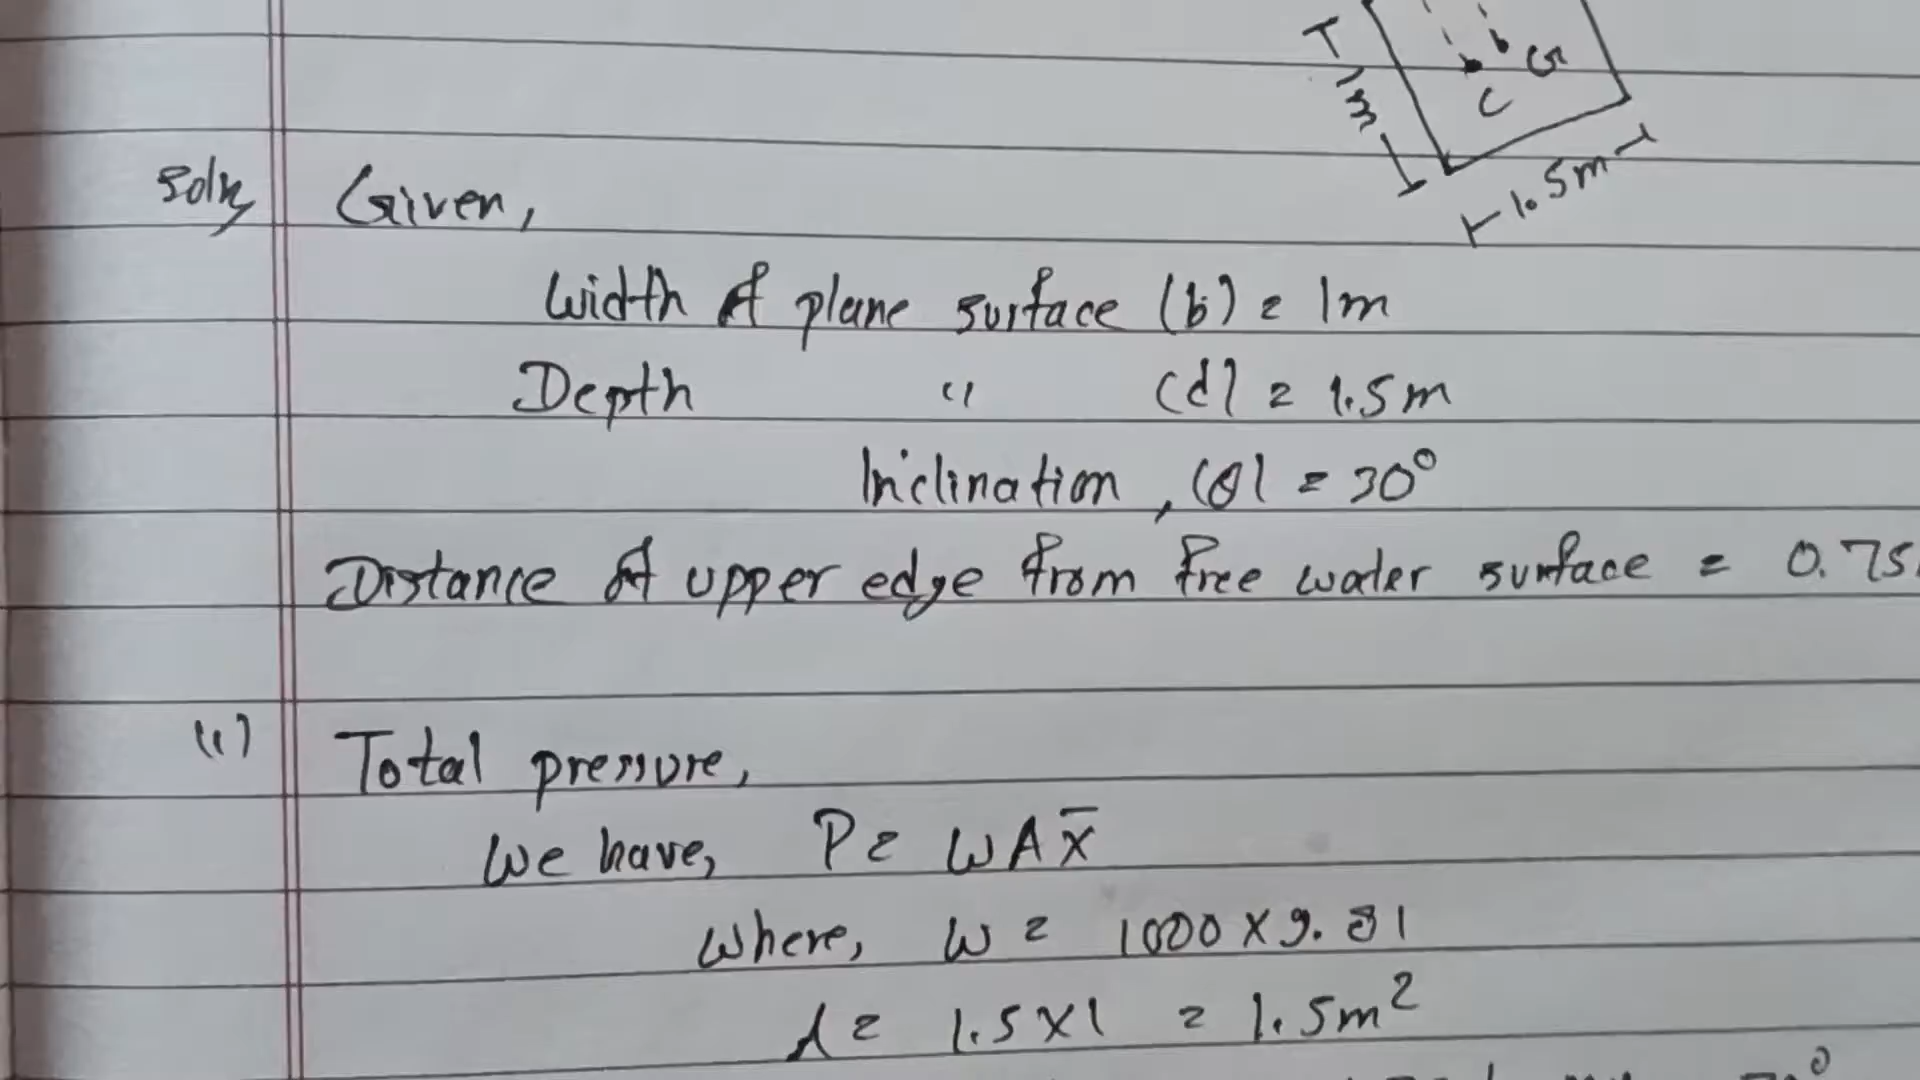 1m
G
C
1.5m
Soln, Given,
Width of plane surface (b) = 1m
Depth " (d) = 1.5m
Inclination, (θ) = 30°
Distance of upper edge from free water surface = 0.75
(i) Total pressure,
We have, P = wAx̄
where, w = 1000 x 9.81
A = 1.5 x 1 = 1.5m²